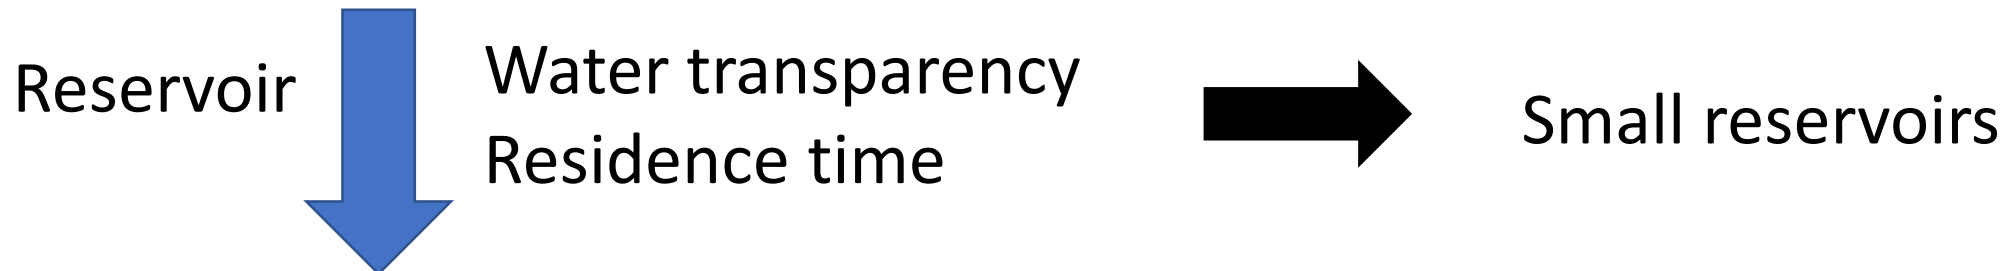 Reservoir
Water transparency
Residence time
Small reservoirs